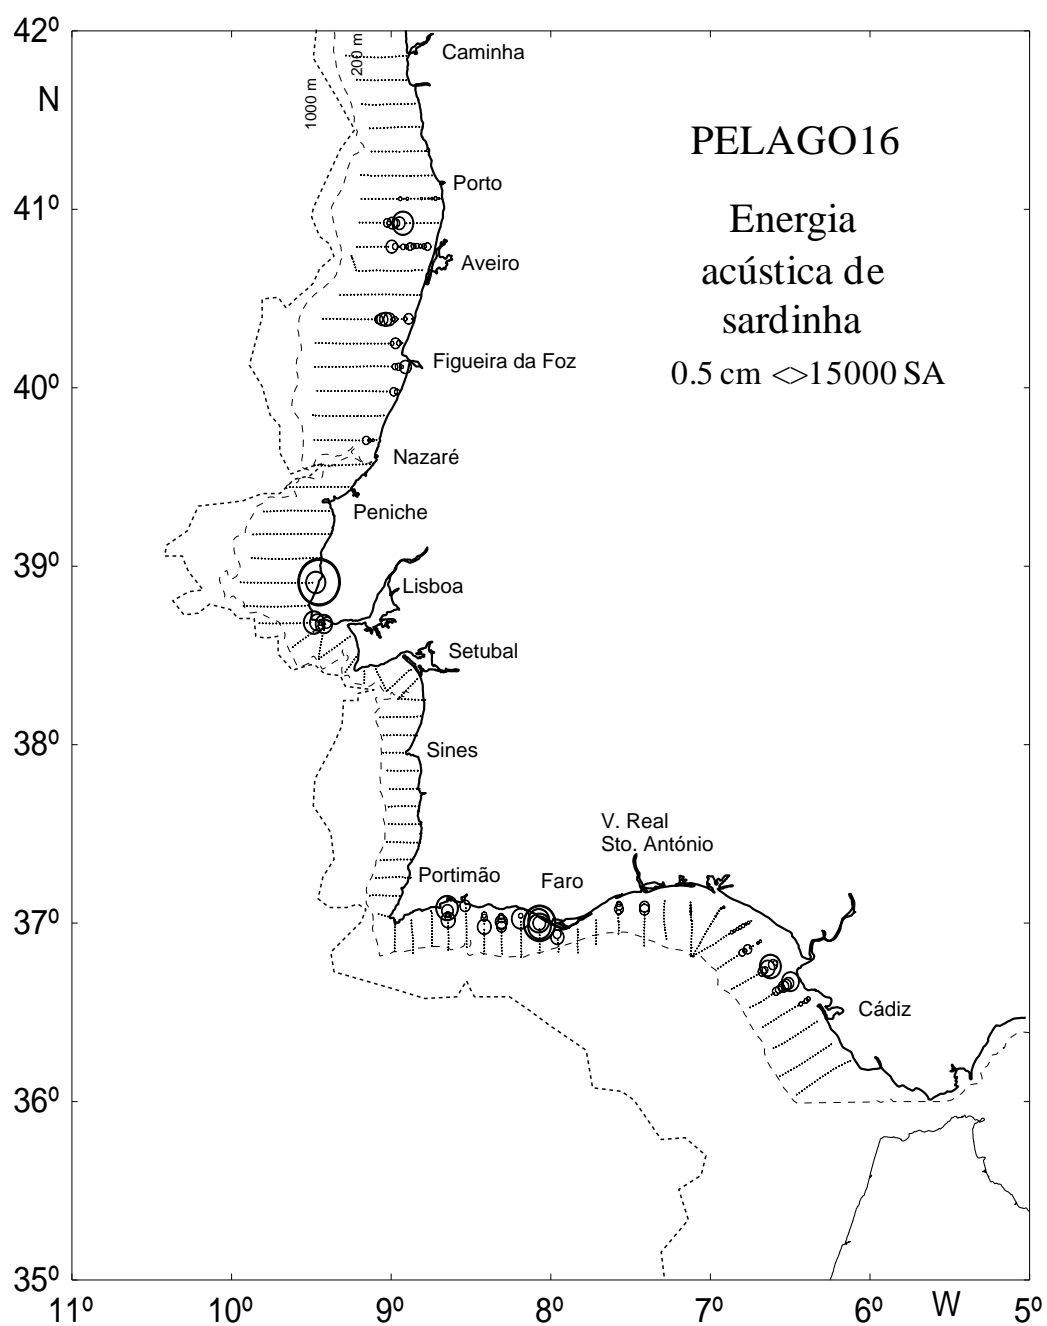 42º
Caminha
200 m
1000 m
N
PELAGO16
Porto
41º
Energia
acústica de
sardinha
0.5 cm <>15000 SA
Aveiro
Figueira da Foz
40º
Nazaré
Peniche
39º
Lisboa
Setubal
38º
Sines
V. Real
Sto. António
Portimão
Faro
37º
Cádiz
36º
35º
11º
10º
9º
8º
7º
6º
W
5º